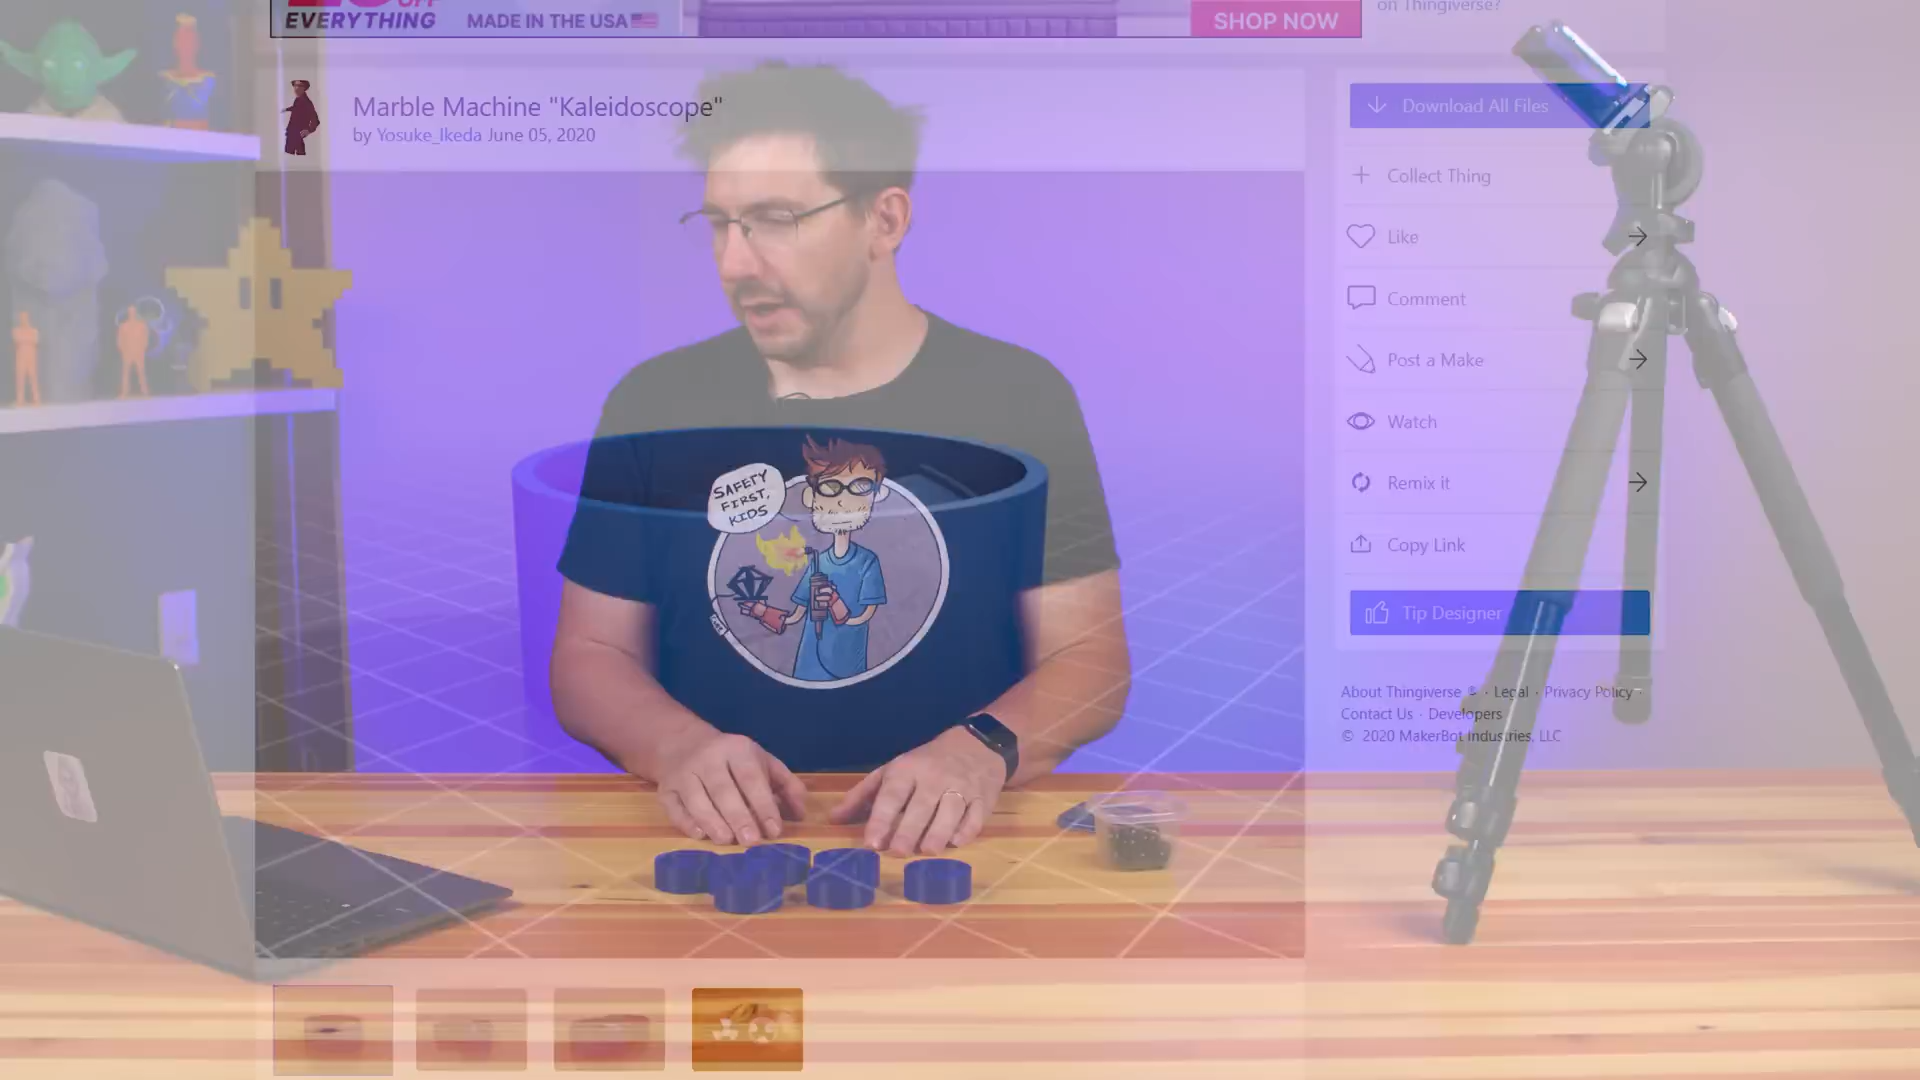 OFF
EVERYTHING
MADE IN THE USA
SHOP NOW
on Thingiverse?
Marble Machine "Kaleidoscope"
by Yosuke_Ikeda June 05, 2020
Download All Files
Collect Thing
Like
Comment
Post a Make
Watch
Remix it
Copy Link
Tip Designer
About Thingiverse ® · Legal · Privacy Policy ·
Contact Us · Developers
© 2020 MakerBot Industries, LLC
SAFETY
FIRST,
KIDS